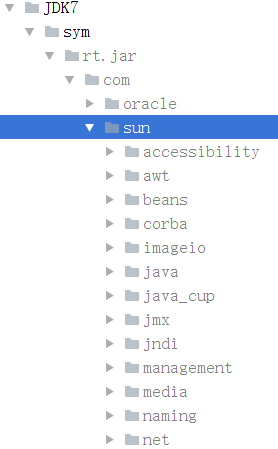 JDK7
sym
rt.jar
com
oracle
sun
accessibility
awt
beans
corba
imageio
java
java_cup
jmx
jndi
management
media
naming
net